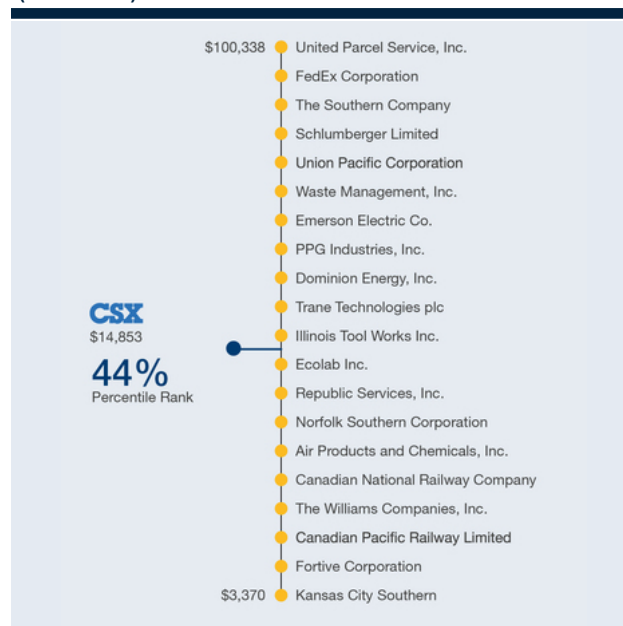 $100,338 United Parcel Service, Inc.
FedEx Corporation
The Southern Company
Schlumberger Limited
Union Pacific Corporation
Waste Management, Inc.
Emerson Electric Co.
PPG Industries, Inc.
Dominion Energy, Inc.
Trane Technologies plc
CSX
$14,853
44%
Percentile Rank
Illinois Tool Works Inc.
Ecolab Inc.
Republic Services, Inc.
Norfolk Southern Corporation
Air Products and Chemicals, Inc.
Canadian National Railway Company
The Williams Companies, Inc.
Canadian Pacific Railway Limited
Fortive Corporation
$3,370 Kansas City Southern